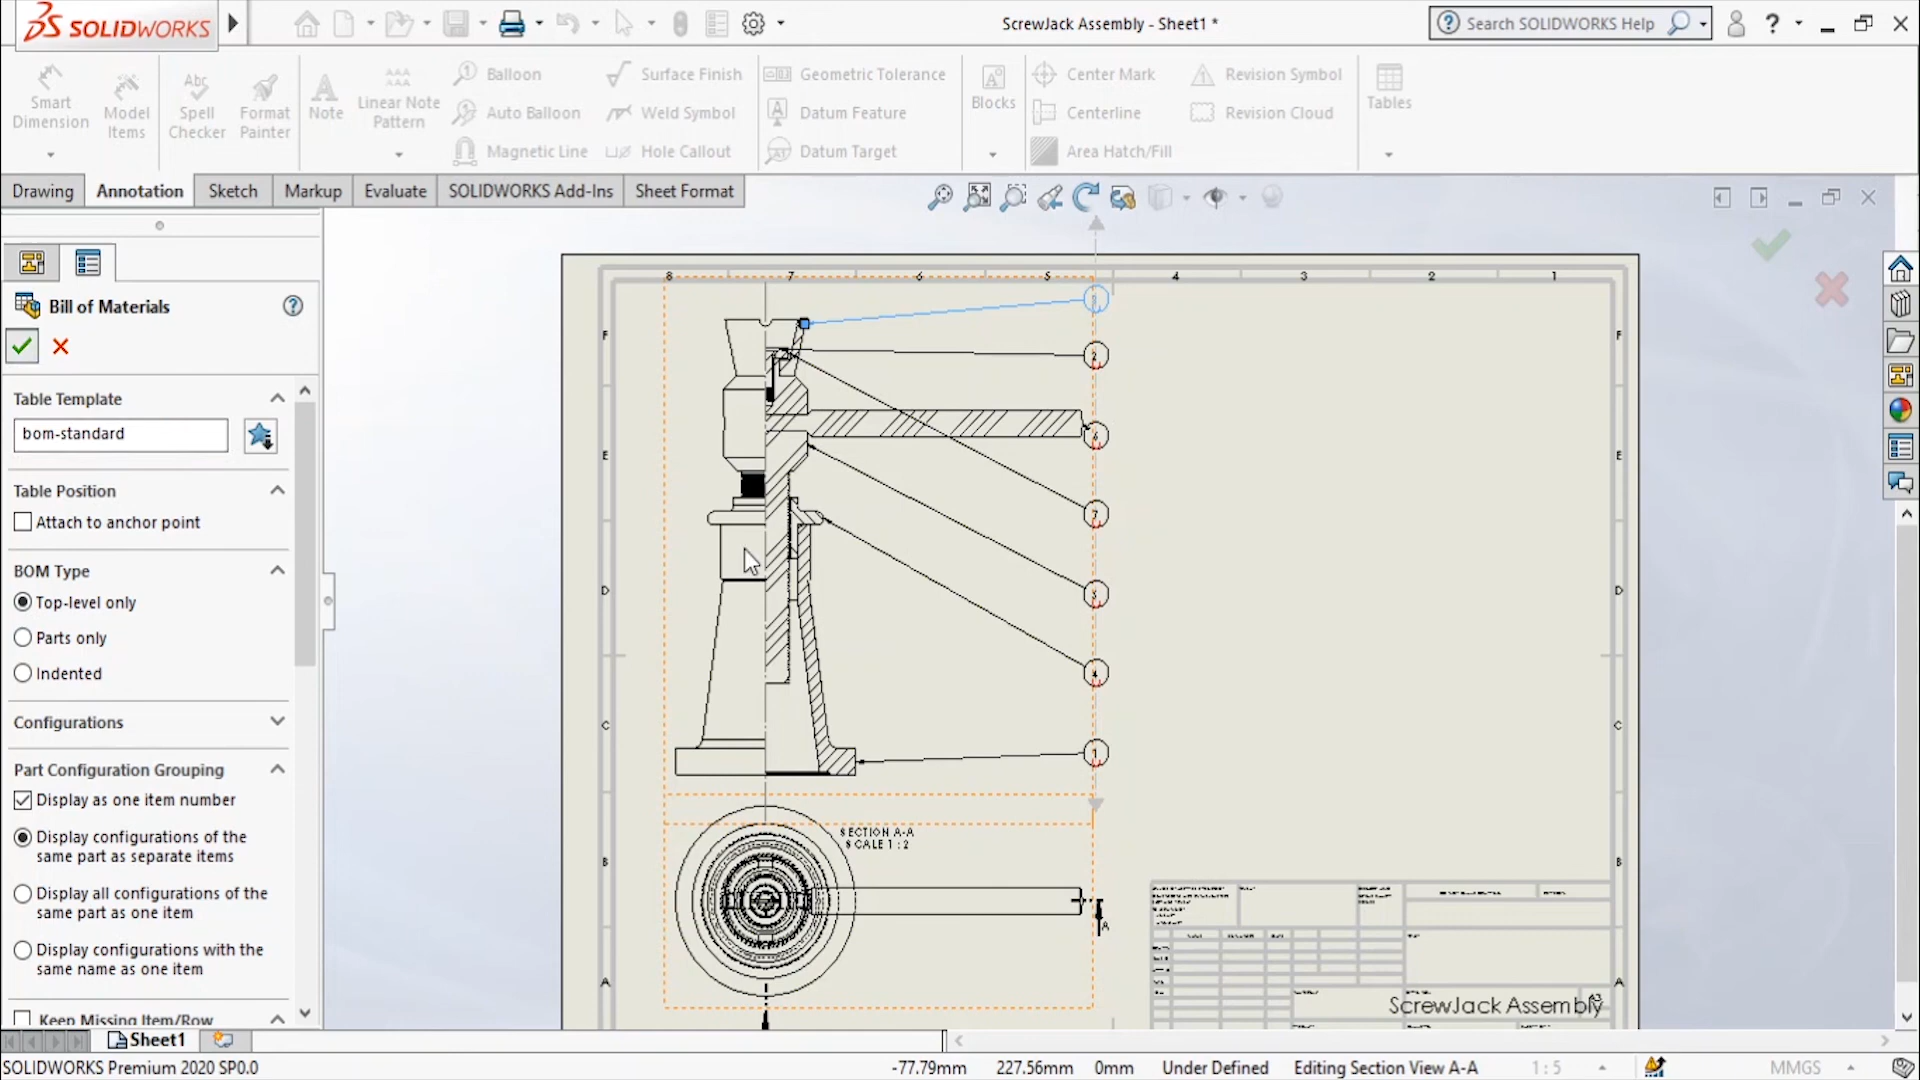 SOLIDWORKS
ScrewJack Assembly - Sheet1 *
Search SOLIDWORKS Help
?
Smart Dimension
Model Items
Abc
Spell Checker
Format Painter
A
Note
Linear Note Pattern
Balloon
Auto Balloon
Magnetic Line
Surface Finish
Weld Symbol
Hole Callout
Geometric Tolerance
Datum Feature
Datum Target
Blocks
Center Mark
Centerline
Area Hatch/Fill
Revision Symbol
Revision Cloud
Tables
Drawing
Annotation
Sketch
Markup
Evaluate
SOLIDWORKS Add-Ins
Sheet Format
Bill of Materials
?
Table Template
bom-standard
Table Position
Attach to anchor point
BOM Type
Top-level only
Parts only
Indented
Configurations
Part Configuration Grouping
Display as one item number
Display configurations of the
same part as separate items
Display all configurations of the
same part as one item
Display configurations with the
same name as one item
Keep Missing Item/Row
8 7 6 5 4 3 2 1
F F
E E
D D
C C
B B
A A
2
7
4
1
SECTION A-A
SCALE 1 : 2
A
ScrewJack Assembly
Sheet1
SOLIDWORKS Premium 2020 SP0.0
-77.79mm 227.56mm 0mm Under Defined Editing Section View A-A 1 : 5 MMGS